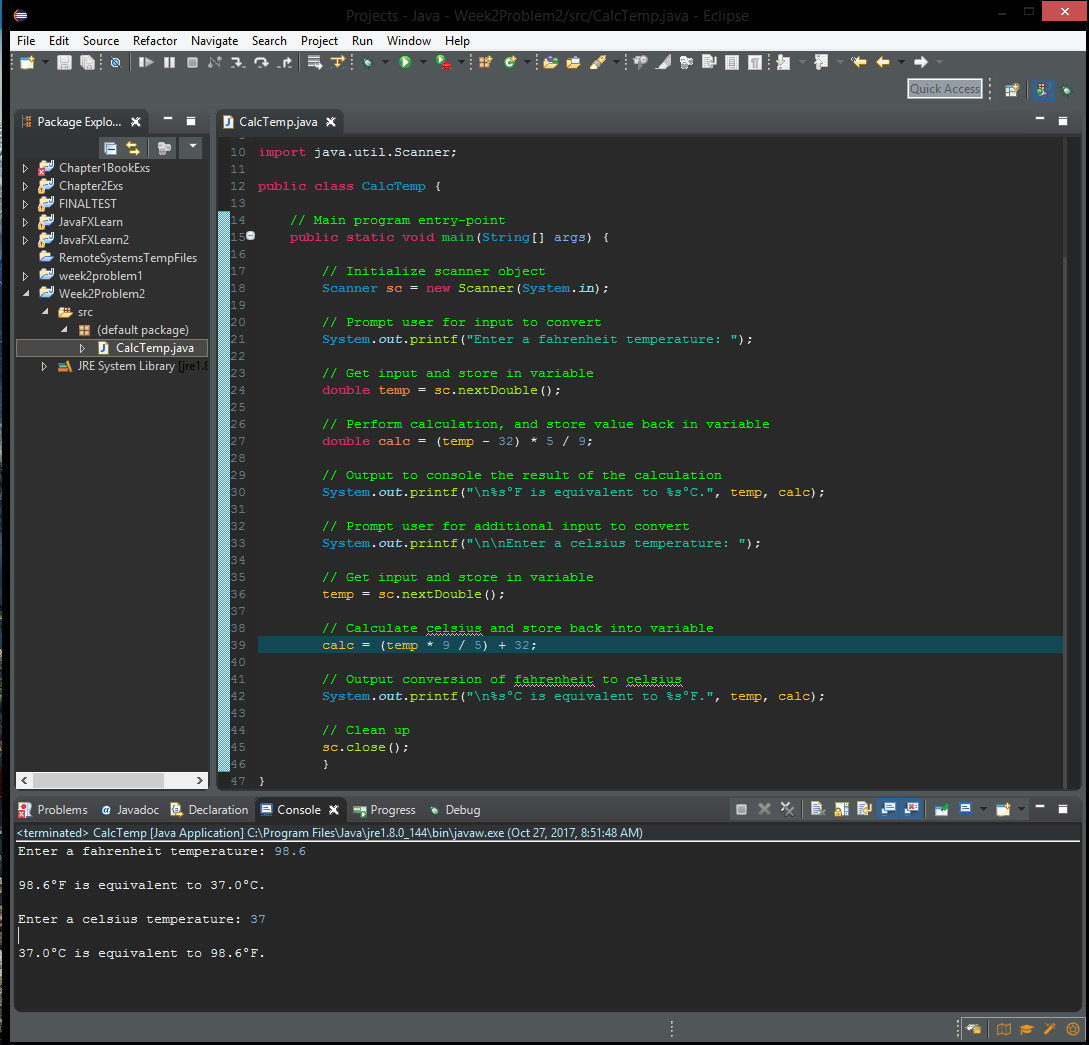 Projects - Java - Week2Problem2/src/CalcTemp.java - Eclipse
File Edit Source Refactor Navigate Search Project Run Window Help
Quick Access
Package Explo...
CalcTemp.java
Chapter1BookExs
Chapter2Exs
FINALTEST
JavaFXLearn
JavaFXLearn2
RemoteSystemsTempFiles
week2problem1
Week2Problem2
src
(default package)
CalcTemp.java
JRE System Library [jre1.8
10 import java.util.Scanner;
11
12 public class CalcTemp {
13
14     // Main program entry-point
15     public static void main(String[] args) {
16
17         // Initialize scanner object
18         Scanner sc = new Scanner(System.in);
19
20         // Prompt user for input to convert
21         System.out.printf("Enter a fahrenheit temperature: ");
22
23         // Get input and store in variable
24         double temp = sc.nextDouble();
25
26         // Perform calculation, and store value back in variable
27         double calc = (temp - 32) * 5 / 9;
28
29         // Output to console the result of the calculation
30         System.out.printf("\n%s°F is equivalent to %s°C.", temp, calc);
31
32         // Prompt user for additional input to convert
33         System.out.printf("\n\nEnter a celsius temperature: ");
34
35         // Get input and store in variable
36         temp = sc.nextDouble();
37
38         // Calculate celsius and store back into variable
39         calc = (temp * 9 / 5) + 32;
40
41         // Output conversion of fahrenheit to celsius
42         System.out.printf("\n%s°C is equivalent to %s°F.", temp, calc);
43
44         // Clean up
45         sc.close();
46         }
47 }
Problems Javadoc Declaration Console Progress Debug
<terminated> CalcTemp [Java Application] C:\Program Files\Java\jre1.8.0_144\bin\javaw.exe (Oct 27, 2017, 8:51:48 AM)
Enter a fahrenheit temperature: 98.6
98.6°F is equivalent to 37.0°C.
Enter a celsius temperature: 37
37.0°C is equivalent to 98.6°F.